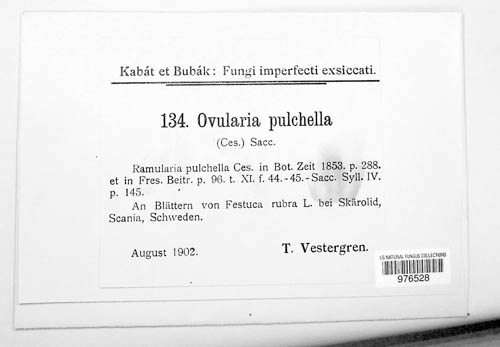 Kabát et Bubák: Fungi imperfecti exsiccati.
134. Ovularia pulchella
(Ces.) Sacc.
Ramularia pulchella Ces. in Bot. Zeit 1853. p. 288.
et in Fres. Beitr. p. 96. t. XI. f. 44.-45.- Sacc. Syll. IV.
p. 145.
An Blättern von Festuca rubra L. bei Skårolid,
Scania, Schweden.
August 1902.
T. Vestergren.
US NATIONAL FUNGUS COLLECTIONS
976528